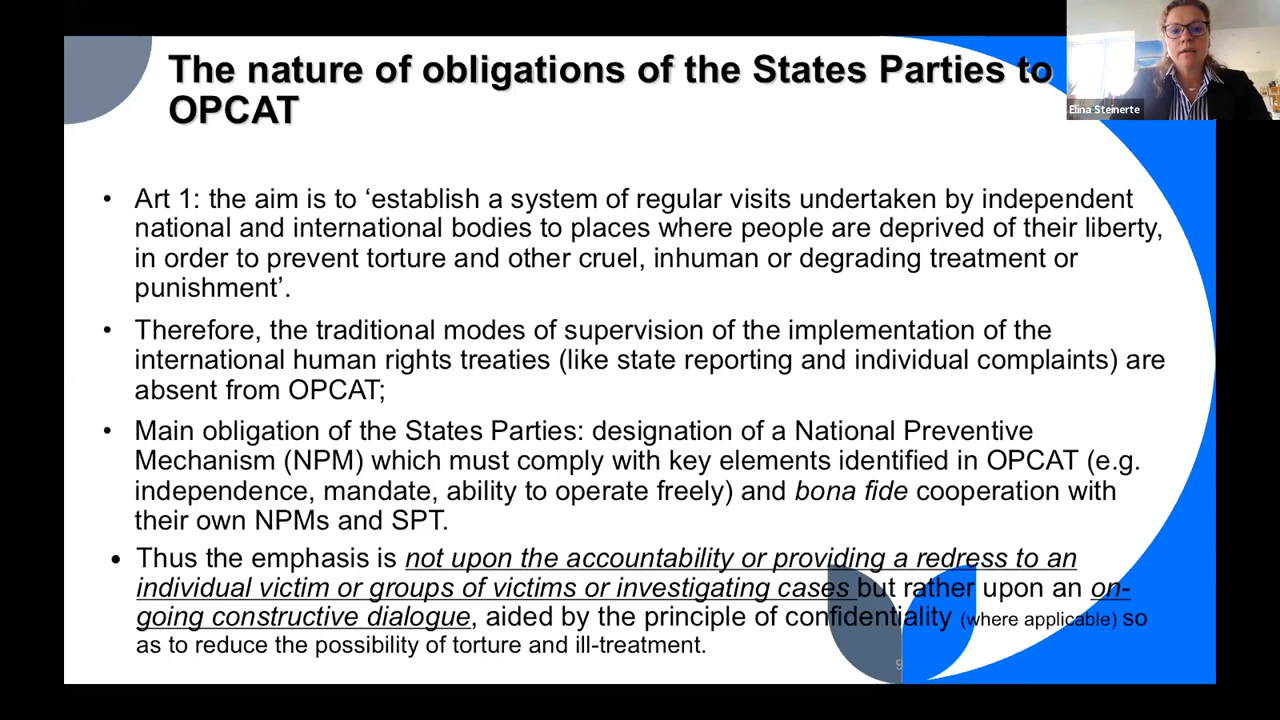 The nature of obligations of the States Parties to
OPCAT
Elina Steinerte
• Art 1: the aim is to ‘establish a system of regular visits undertaken by independent
national and international bodies to places where people are deprived of their liberty,
in order to prevent torture and other cruel, inhuman or degrading treatment or
punishment’.
• Therefore, the traditional modes of supervision of the implementation of the
international human rights treaties (like state reporting and individual complaints) are
absent from OPCAT;
• Main obligation of the States Parties: designation of a National Preventive
Mechanism (NPM) which must comply with key elements identified in OPCAT (e.g.
independence, mandate, ability to operate freely) and bona fide cooperation with
their own NPMs and SPT.
• Thus the emphasis is not upon the accountability or providing a redress to an
individual victim or groups of victims or investigating cases but rather upon an on-
going constructive dialogue, aided by the principle of confidentiality (where applicable) so
as to reduce the possibility of torture and ill-treatment.
9